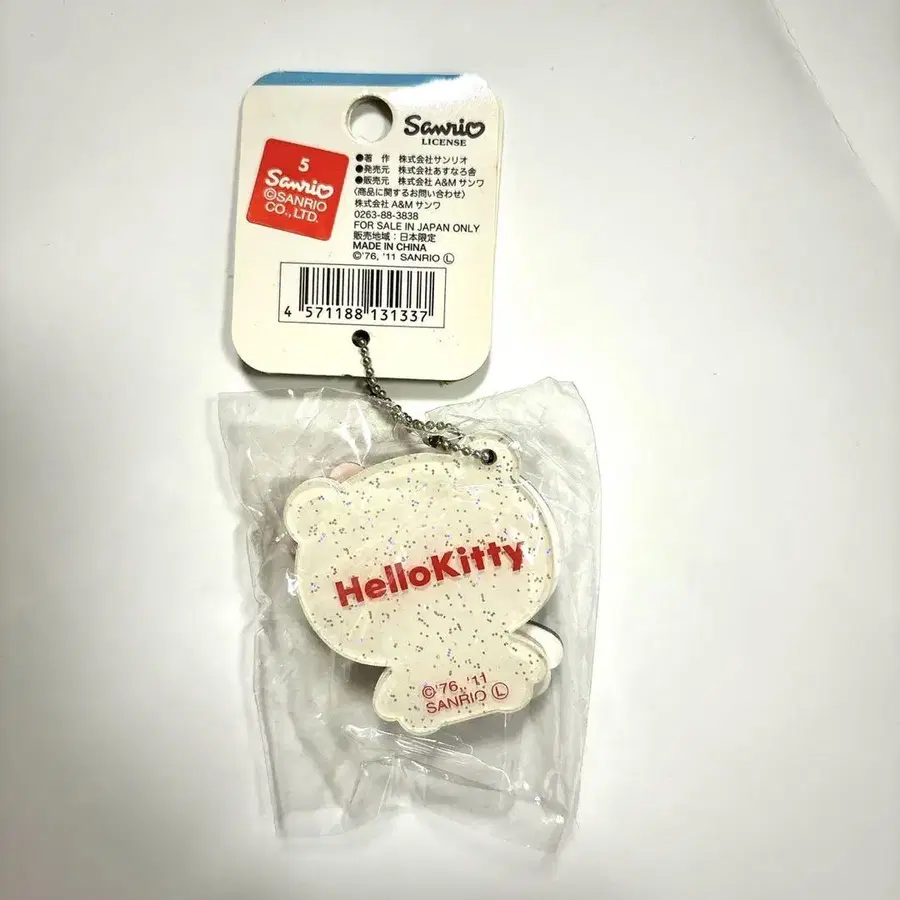 Sanrio
LICENSE
5
Sanrio
©SANRIO
CO., LTD.
●著 作 株式会社サンリオ
●発売元 株式会社あすなろ舎
●販売元 株式会社 A&M サンワ
〈商品に関するお問い合わせ〉
株式会社 A&M サンワ
0263-88-3838
FOR SALE IN JAPAN ONLY
販売地域：日本限定
MADE IN CHINA
©'76, '11 SANRIO Ⓛ
4 571188 131337
HelloKitty
©'76, '11
SANRIO Ⓛ